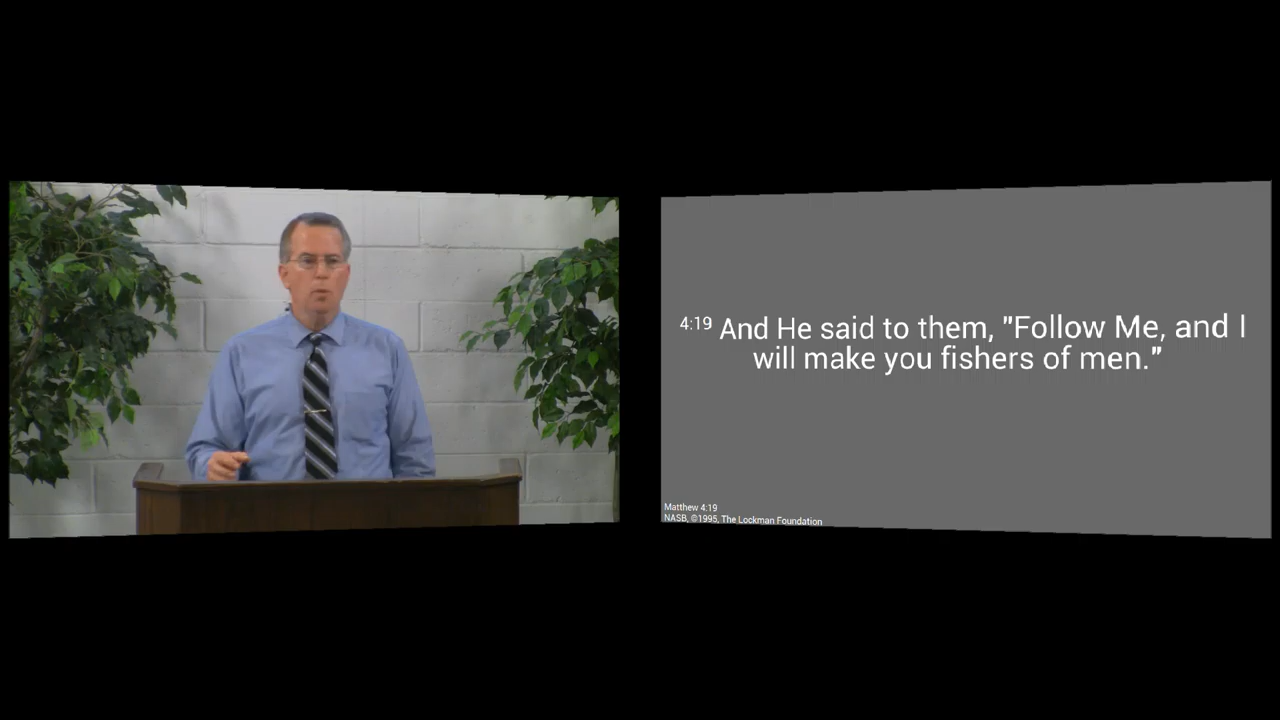 4:19 And He said to them, "Follow Me, and I
will make you fishers of men."
Matthew 4:19
NASB, ©1995, The Lockman Foundation